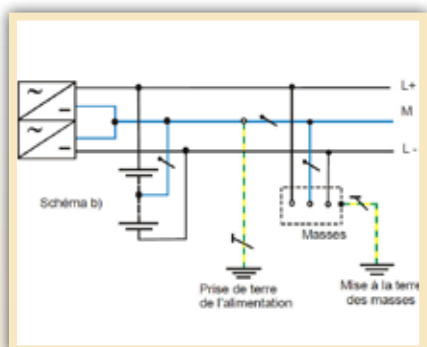 L+
M
L -
Schéma b)
Masses
Prise de terre
de l'alimentation
Mise à la terre
des masses